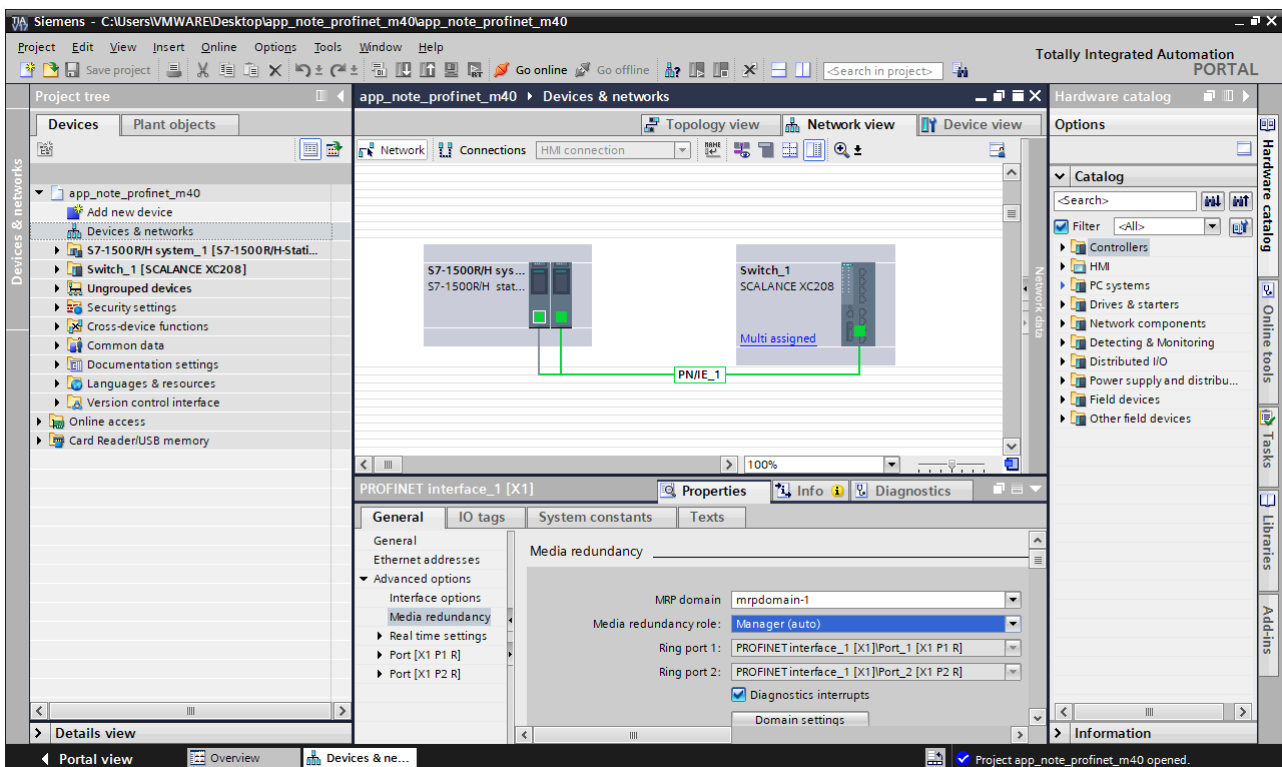 Siemens - C:\Users\VMWARE\Desktop\app_note_profinet_m40\app_note_profinet_m40
Project Edit View Insert Online Options Tools Window Help
Totally Integrated Automation
PORTAL
Save project Go online Go offline <Search in project>
Project tree
Devices Plant objects
Devices & networks
app_note_profinet_m40
Add new device
Devices & networks
S7-1500R/H system_1 [S7-1500R/H-Stati...
Switch_1 [SCALANCE XC208]
Ungrouped devices
Security settings
Cross-device functions
Common data
Documentation settings
Languages & resources
Version control interface
Online access
Card Reader/USB memory
Details view
app_note_profinet_m40 Devices & networks
Topology view Network view Device view
Network Connections HMI connection
S7-1500R/H sys...
S7-1500R/H stat...
Switch_1
SCALANCE XC208
Multi assigned
PN/IE_1
Network data
100%
PROFINET interface_1 [X1]
Properties Info Diagnostics
General IO tags System constants Texts
General
Ethernet addresses
Advanced options
Interface options
Media redundancy
Real time settings
Port [X1 P1 R]
Port [X1 P2 R]
Media redundancy
MRP domain mrpdomain-1
Media redundancy role: Manager (auto)
Ring port 1: PROFINET interface_1 [X1]\Port_1 [X1 P1 R]
Ring port 2: PROFINET interface_1 [X1]\Port_2 [X1 P2 R]
Diagnostics interrupts
Domain settings
Hardware catalog
Options
Catalog
<Search>
Filter <All>
Controllers
HMI
PC systems
Drives & starters
Network components
Detecting & Monitoring
Distributed I/O
Power supply and distribu...
Field devices
Other field devices
Information
Hardware catalog
Online tools
Tasks
Libraries
Add-ins
Portal view Overview Devices & ne... Project app_note_profinet_m40 opened.